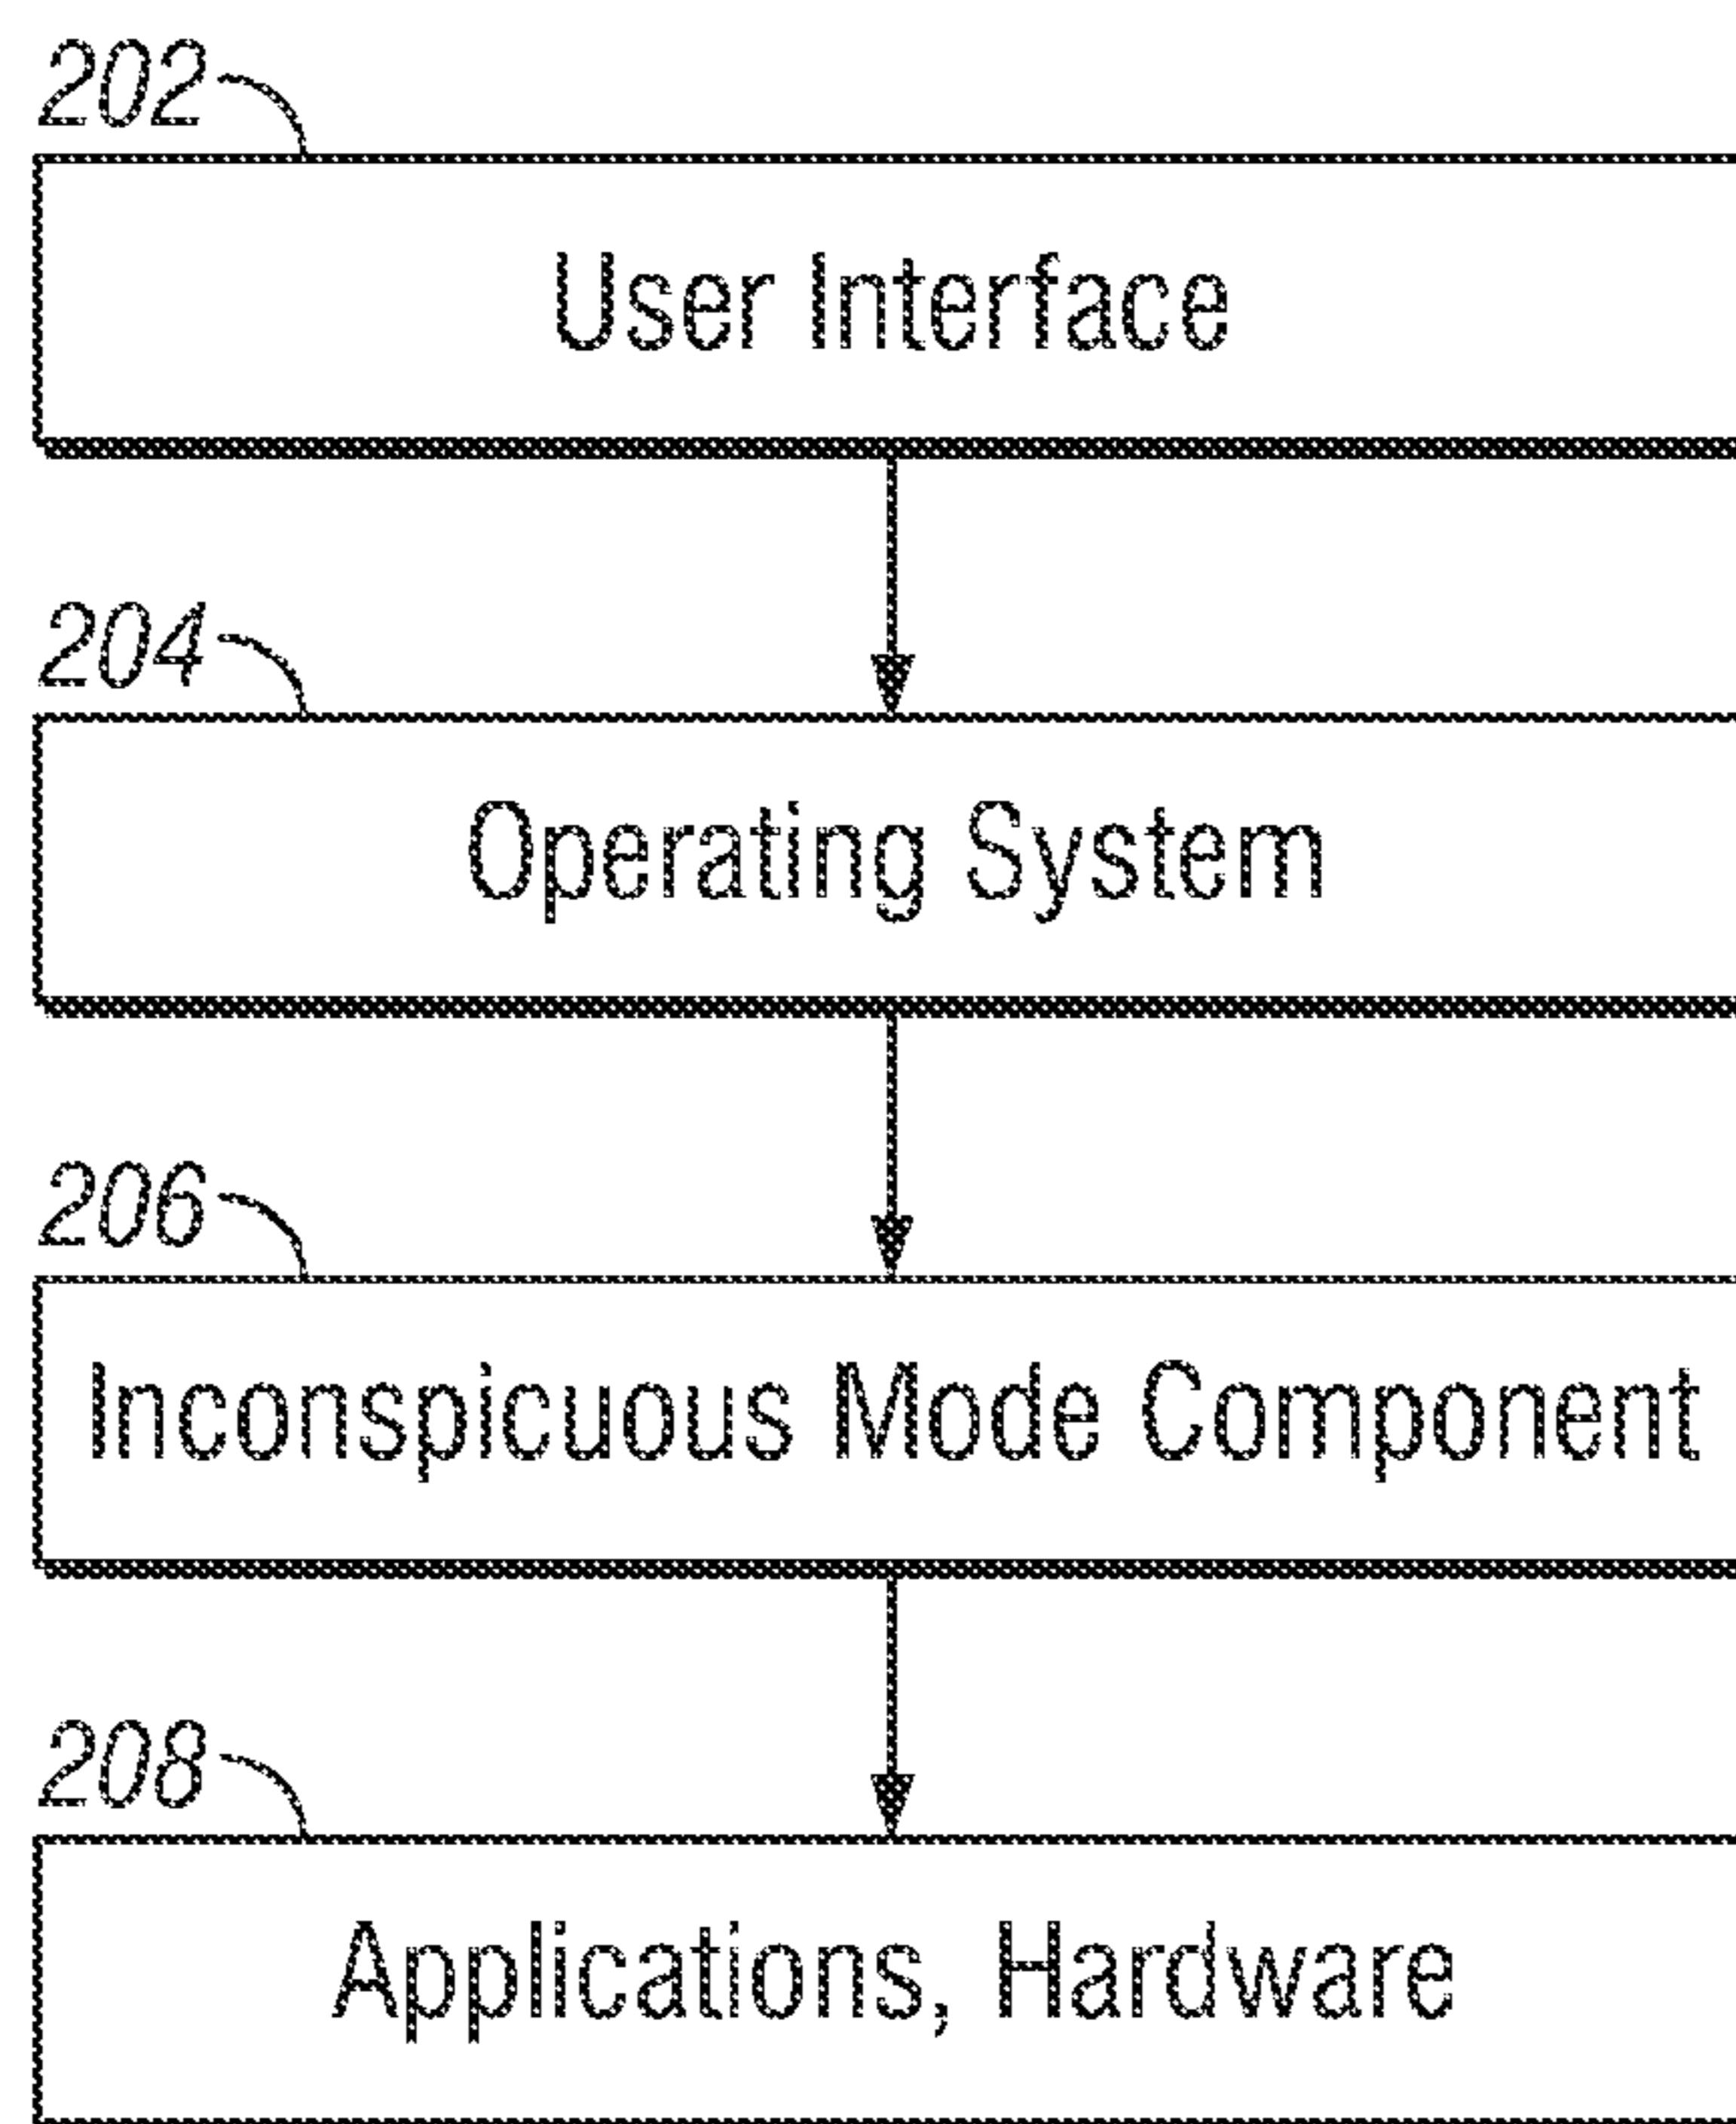 202
User Interface
204
Operating System
206
Inconspicuous Mode Component
208
Applications, Hardware